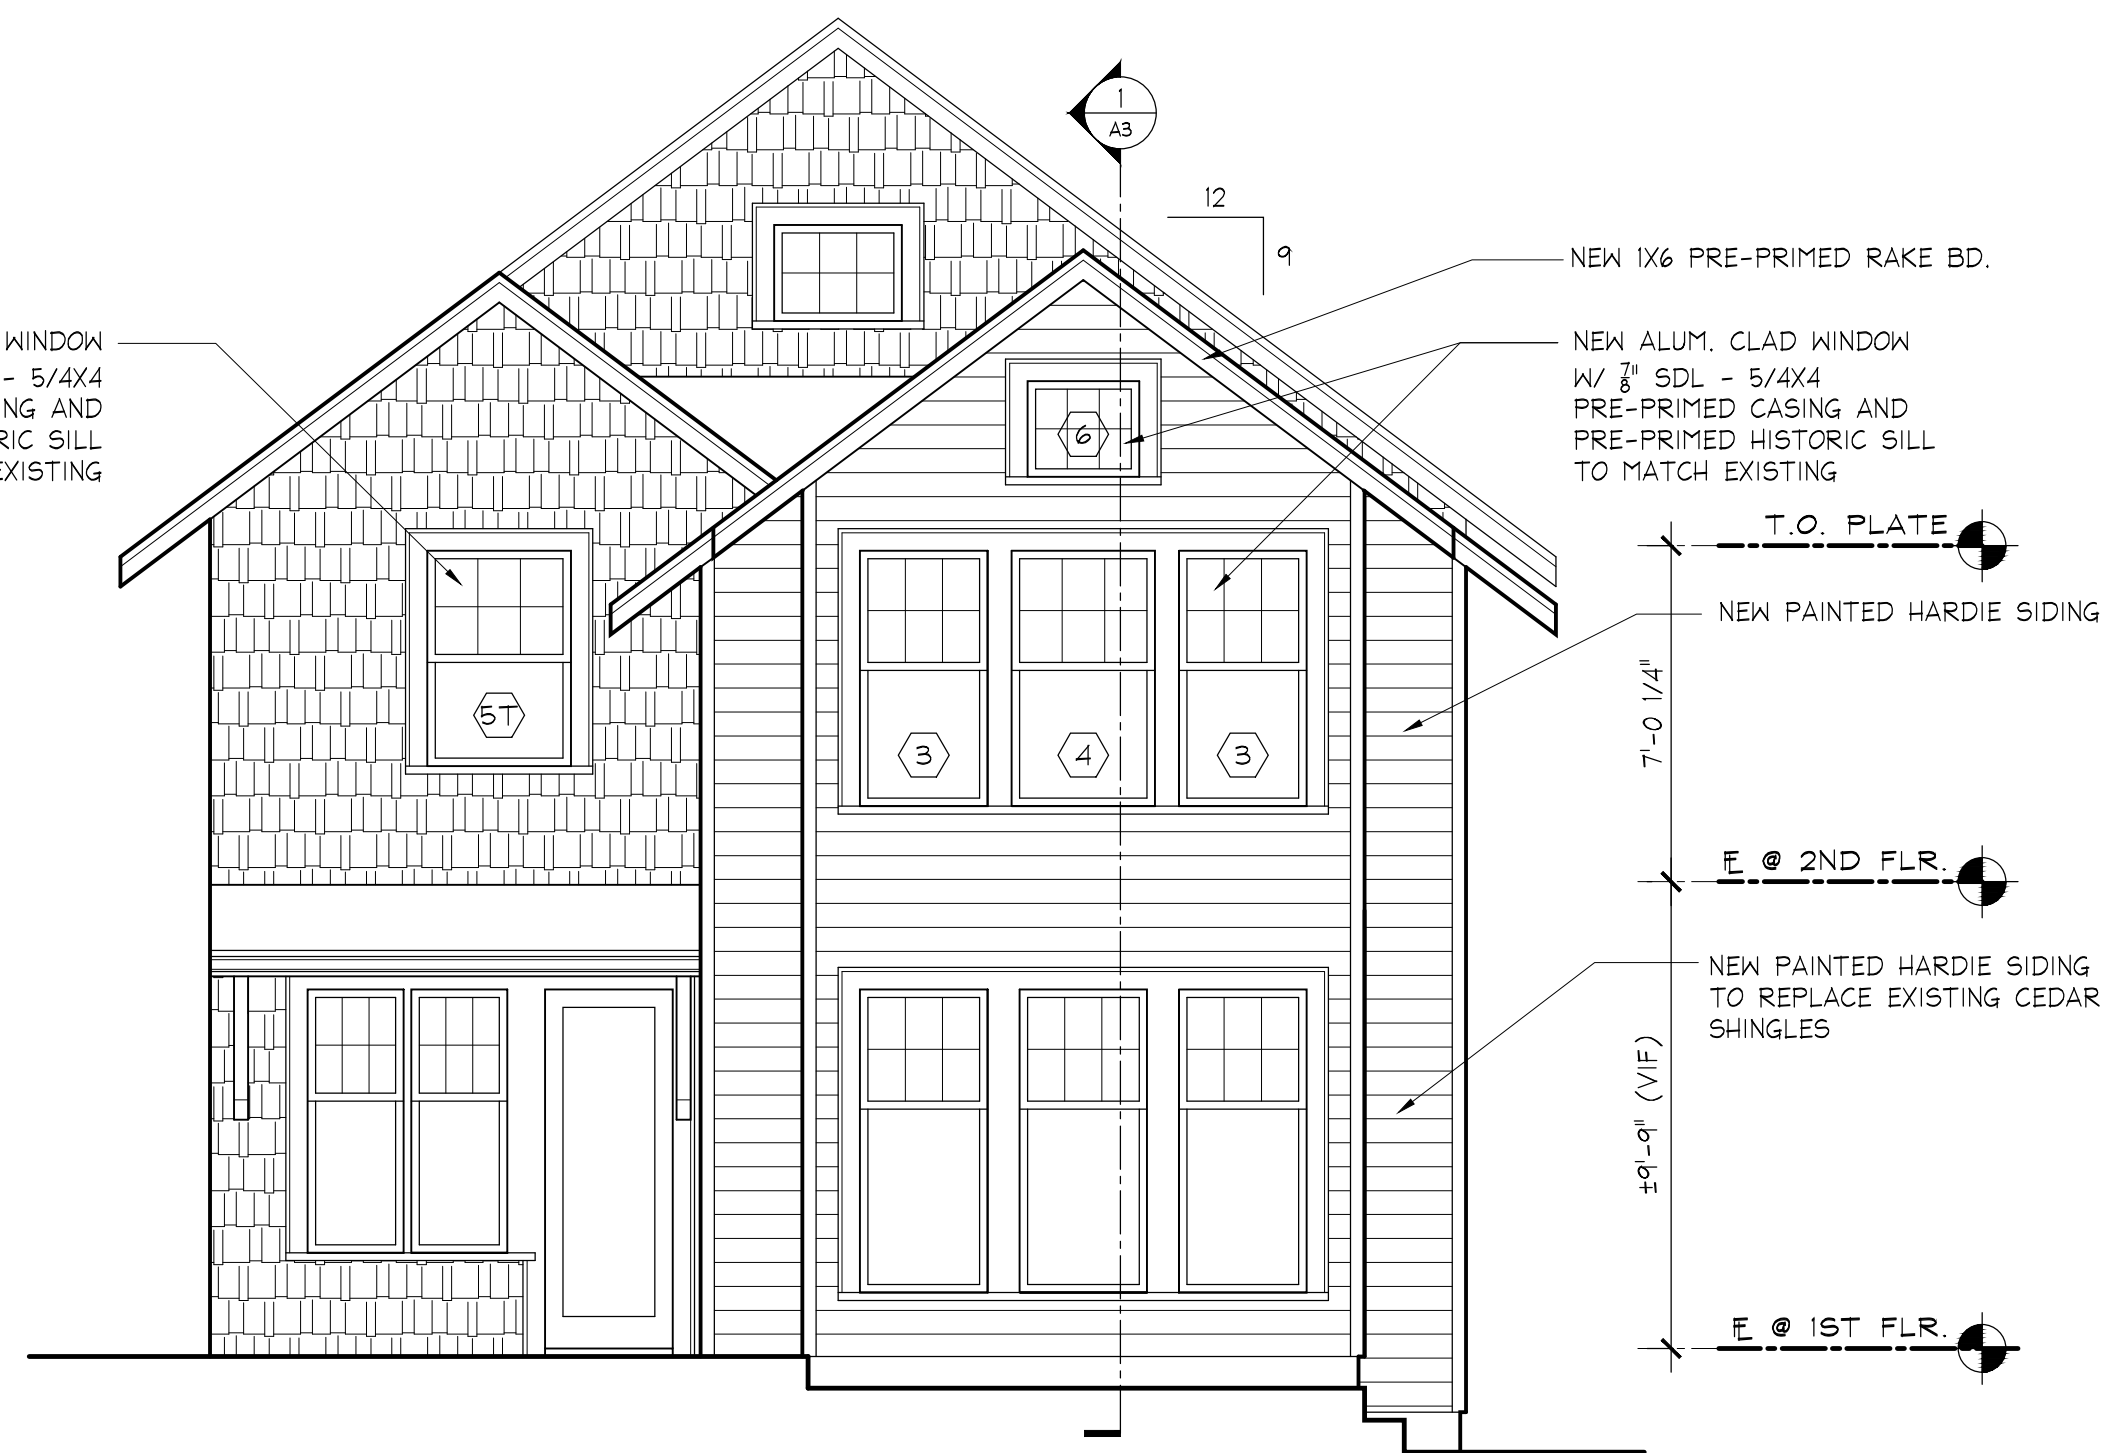 1
A3
12
9
NEW 1X6 PRE-PRIMED RAKE BD.
WINDOW
- 5/4X4
NG AND
RIC SILL
EXISTING
NEW ALUM. CLAD WINDOW
W/ 7/8" SDL - 5/4X4
PRE-PRIMED CASING AND
PRE-PRIMED HISTORIC SILL
TO MATCH EXISTING
6
T.O. PLATE
NEW PAINTED HARDIE SIDING
7'-0 1/4"
5T
3
4
3
F @ 2ND FLR.
NEW PAINTED HARDIE SIDING
TO REPLACE EXISTING CEDAR
SHINGLES
±9'-9" (VIF)
F @ 1ST FLR.